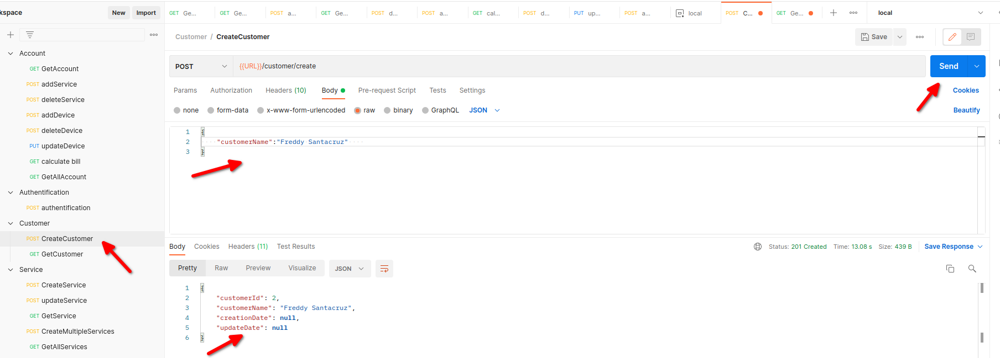 kspace New Import
GET Ge... GET Ge... POST a... GET Ge... POST d... POST a... GET cal... POST d... PUT up... POST a... local POST C... GET Ge... local
Customer / CreateCustomer Save
POST {{URL}}/customer/create Send
Params Authorization Headers (10) Body Pre-request Script Tests Settings Cookies
none form-data x-www-form-urlencoded raw binary GraphQL JSON Beautify
1 {
2 "customerName":"Freddy Santacruz"
3 }
Account
GET GetAccount
POST addService
POST deleteService
POST addDevice
POST deleteDevice
PUT updateDevice
GET calculate bill
GET GetAllAccount
Authentification
POST authentification
Customer
POST CreateCustomer
GET GetCustomer
Service
POST CreateService
POST updateService
GET GetService
POST CreateMultipleServices
GET GetAllServices
Body Cookies Headers (11) Test Results Status: 201 Created Time: 13.08 s Size: 439 B Save Response
Pretty Raw Preview Visualize JSON
1 {
2 "customerId": 2,
3 "customerName": "Freddy Santacruz",
4 "creationDate": null,
5 "updateDate": null
6 }